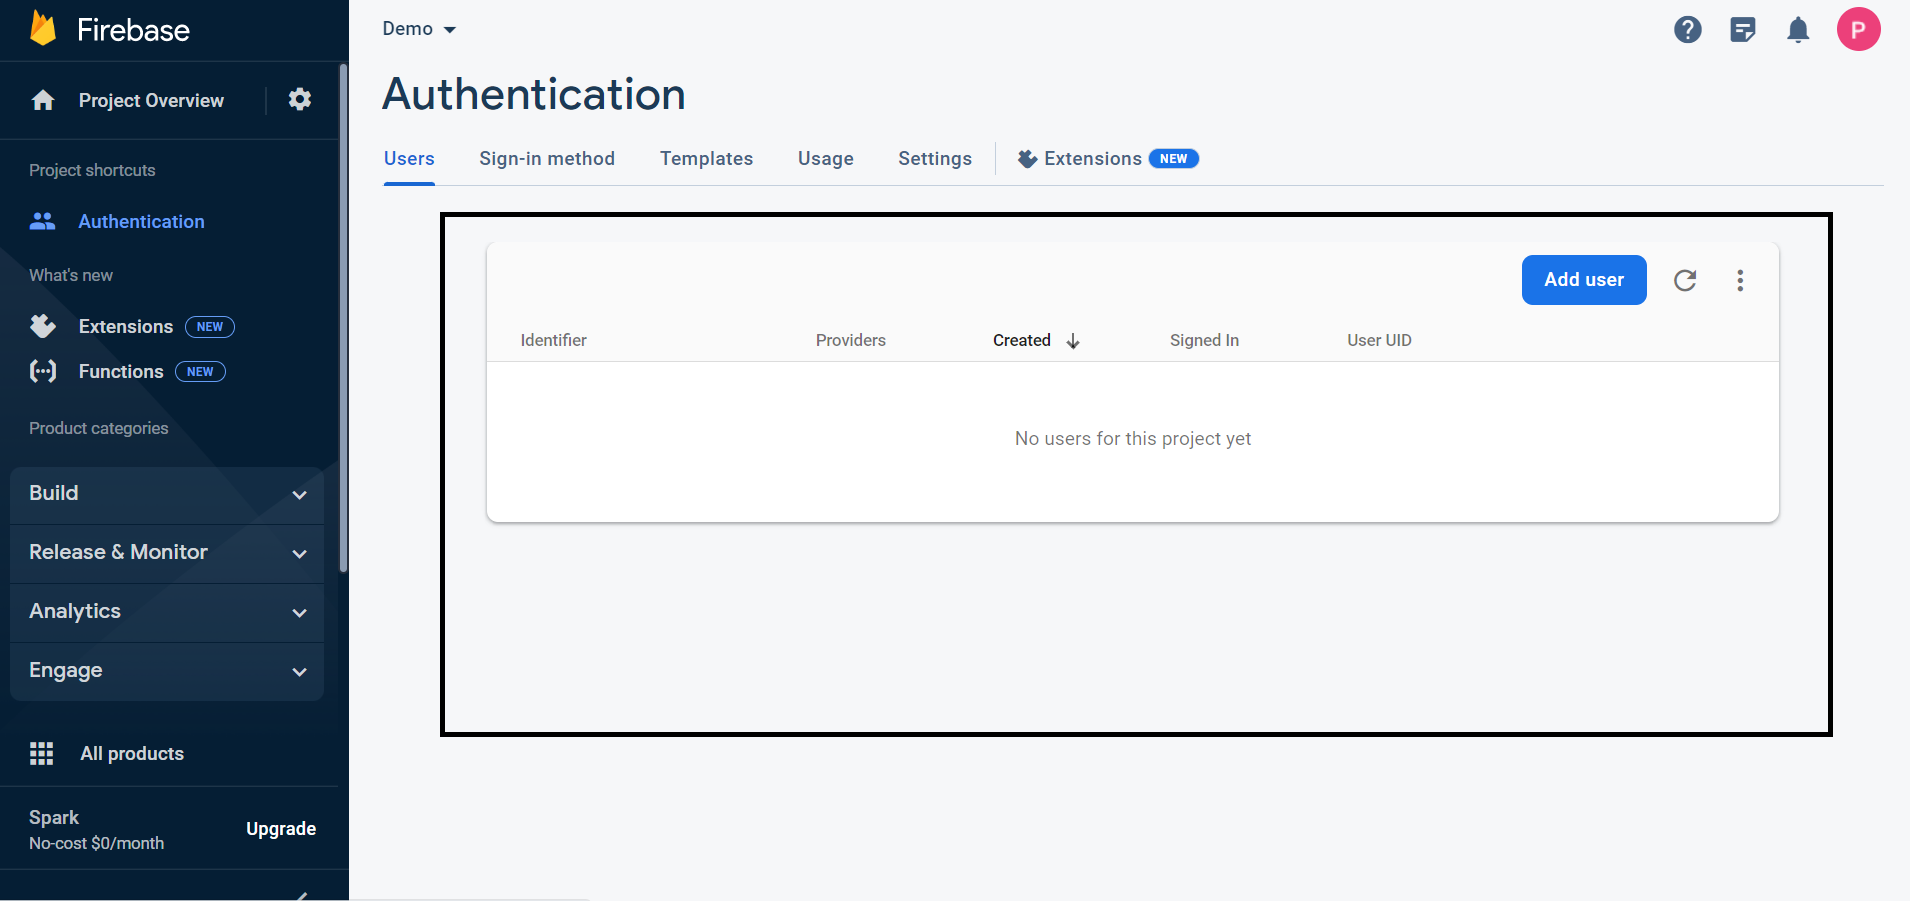 Firebase
Project Overview
Project shortcuts
Authentication
What's new
Extensions NEW
Functions NEW
Product categories
Build
Release & Monitor
Analytics
Engage
All products
Spark
No-cost $0/month
Upgrade
Demo
P
Authentication
Users Sign-in method Templates Usage Settings Extensions NEW
Add user
Identifier Providers Created Signed In User UID
No users for this project yet